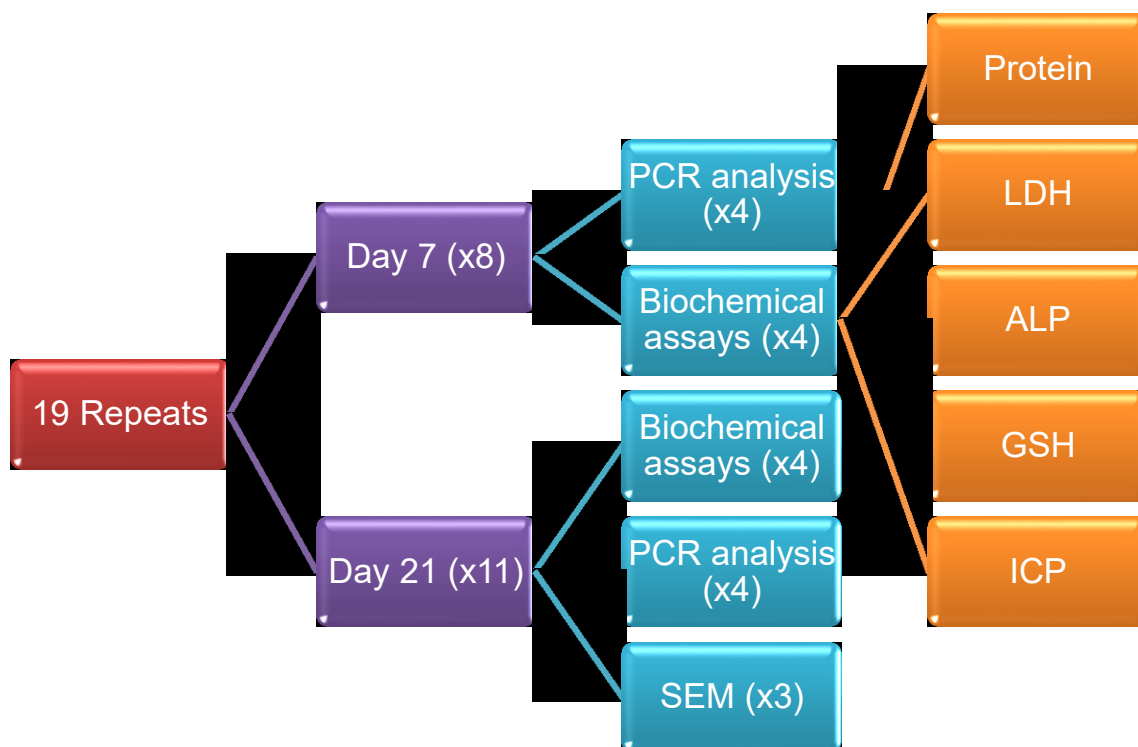 19 Repeats
Day 7 (x8)
Day 21 (x11)
PCR analysis
(x4)
Biochemical
assays (x4)
Biochemical
assays (x4)
PCR analysis
(x4)
SEM (x3)
Protein
LDH
ALP
GSH
ICP